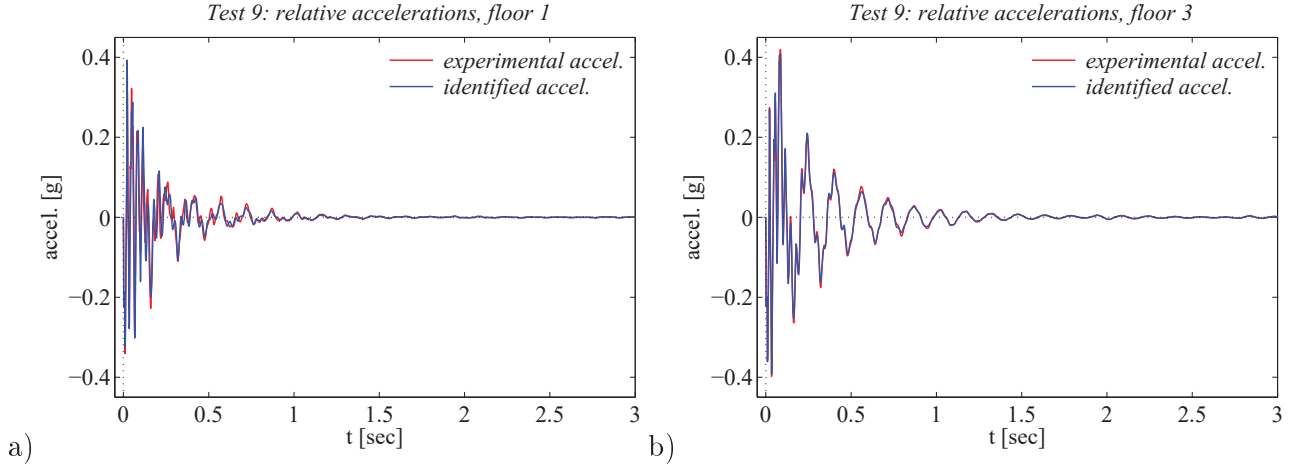 Test 9: relative accelerations, floor 1
0.4
0.2
0
−0.2
−0.4
accel. [g]
experimental accel.
identified accel.
0
0.5
1
1.5
2
2.5
3
t [sec]
a)
Test 9: relative accelerations, floor 3
0.4
0.2
0
−0.2
−0.4
accel. [g]
experimental accel.
identified accel.
0
0.5
1
1.5
2
2.5
3
t [sec]
b)